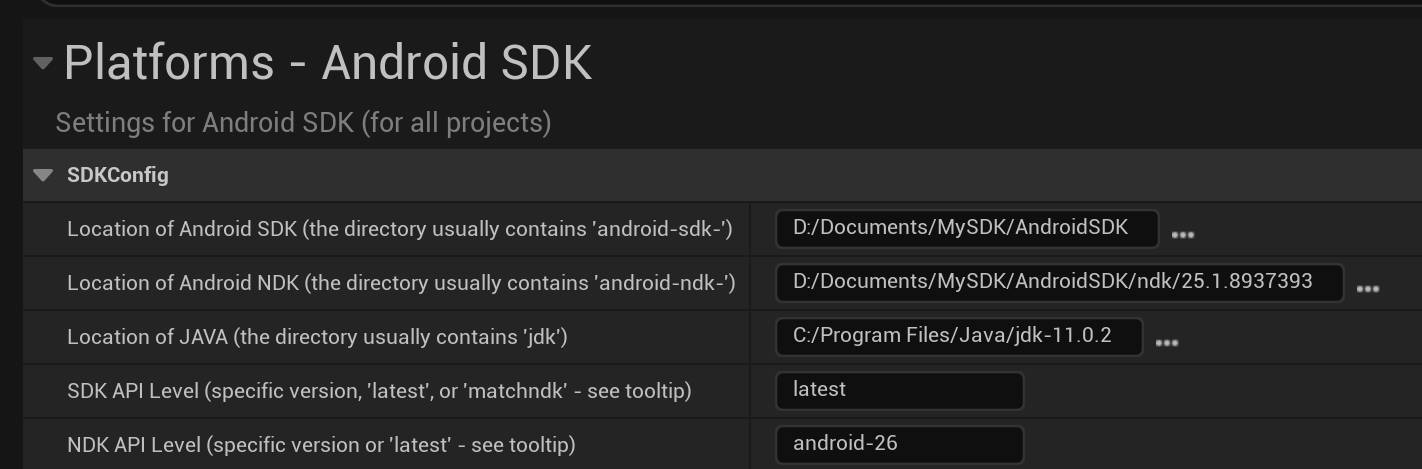 Platforms - Android SDK
Settings for Android SDK (for all projects)
SDKConfig
Location of Android SDK (the directory usually contains 'android-sdk-') D:/Documents/MySDK/AndroidSDK
Location of Android NDK (the directory usually contains 'android-ndk-') D:/Documents/MySDK/AndroidSDK/ndk/25.1.8937393
Location of JAVA (the directory usually contains 'jdk') C:/Program Files/Java/jdk-11.0.2
SDK API Level (specific version, 'latest', or 'matchndk' - see tooltip) latest
NDK API Level (specific version or 'latest' - see tooltip) android-26